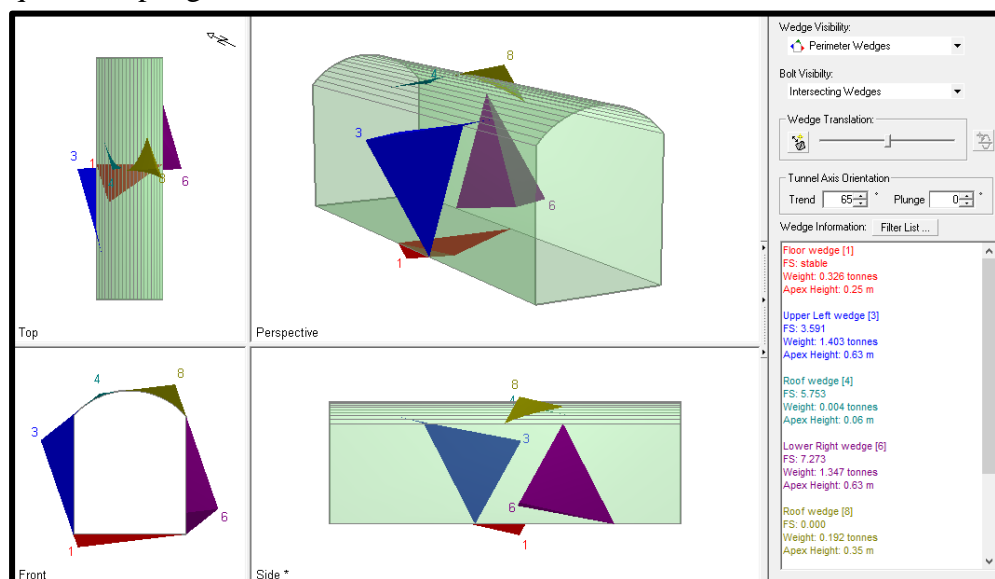 N
3
1
8
6
Top
8
4
3
6
1
Perspective
4
8
3
6
1
Front
8
4
3
6
1
Side *
Wedge Visibility:
Perimeter Wedges
Bolt Visibilty:
Intersecting Wedges
Wedge Translation:
Tunnel Axis Orientation
Trend 65 ° Plunge 0 °
Wedge Information: Filter List ...
Floor wedge [1]
FS: stable
Weight: 0.326 tonnes
Apex Height: 0.25 m
Upper Left wedge [3]
FS: 3.591
Weight: 1.403 tonnes
Apex Height: 0.63 m
Roof wedge [4]
FS: 5.753
Weight: 0.004 tonnes
Apex Height: 0.06 m
Lower Right wedge [6]
FS: 7.273
Weight: 1.347 tonnes
Apex Height: 0.63 m
Roof wedge [8]
FS: 0.000
Weight: 0.192 tonnes
Apex Height: 0.35 m